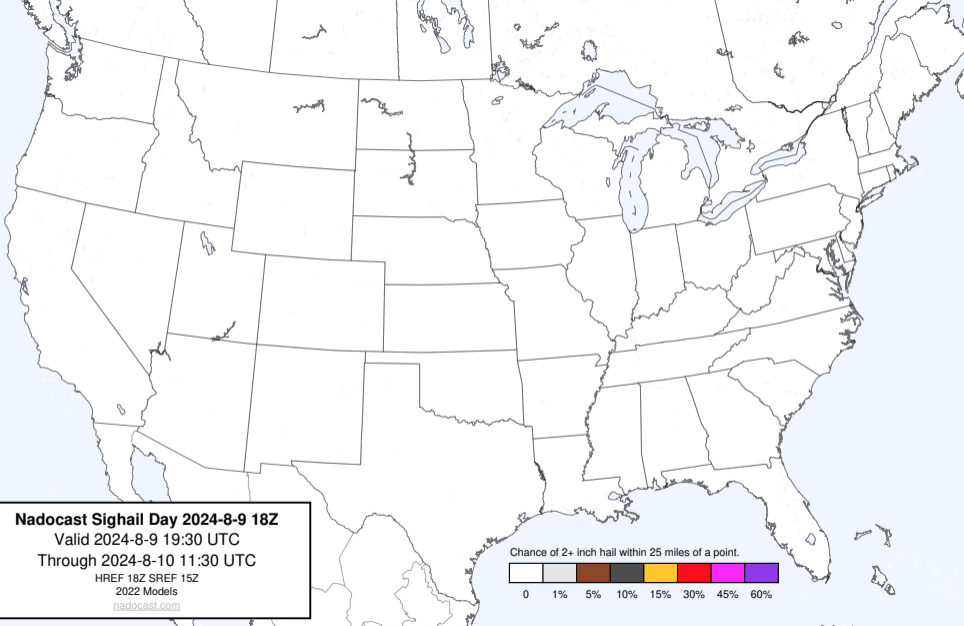 Nadocast Sighail Day 2024-8-9 18Z
Valid 2024-8-9 19:30 UTC
Through 2024-8-10 11:30 UTC
HREF 18Z SREF 15Z
2022 Models
nadocast.com
Chance of 2+ inch hail within 25 miles of a point.
0 1% 5% 10% 15% 30% 45% 60%